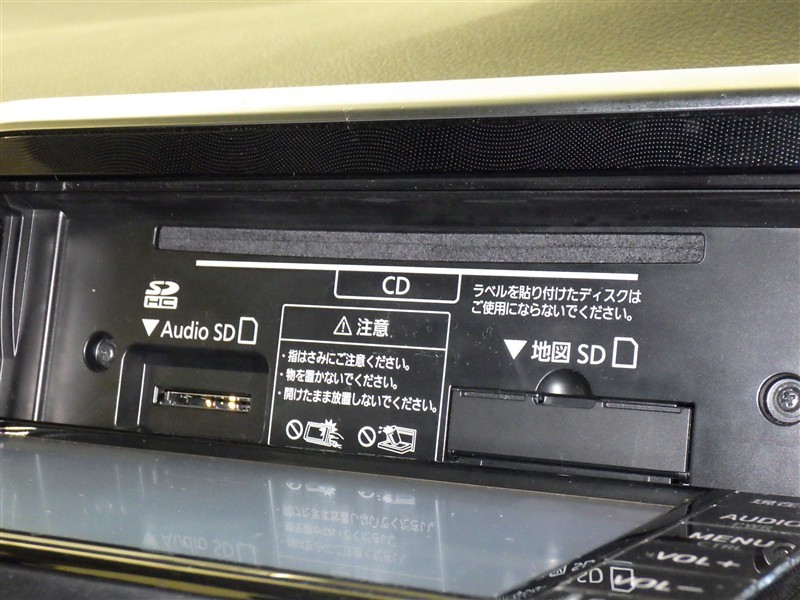 CD
ラベルを貼り付けたディスクは
ご使用にならないでください。
SD
HC
▼Audio SD
⚠注意
・指はさみにご注意ください。
・物を置かないでください。
・開けたまま放置しないでください。
▼地図 SD
AUDIO
MENU
CTRL
VOL+
VOL−